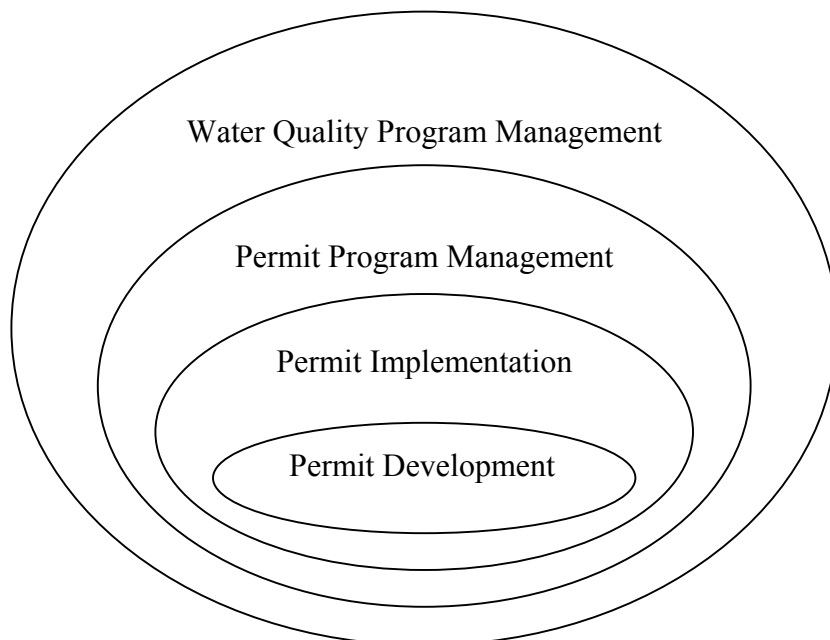 Water Quality Program Management
Permit Program Management
Permit Implementation
Permit Development